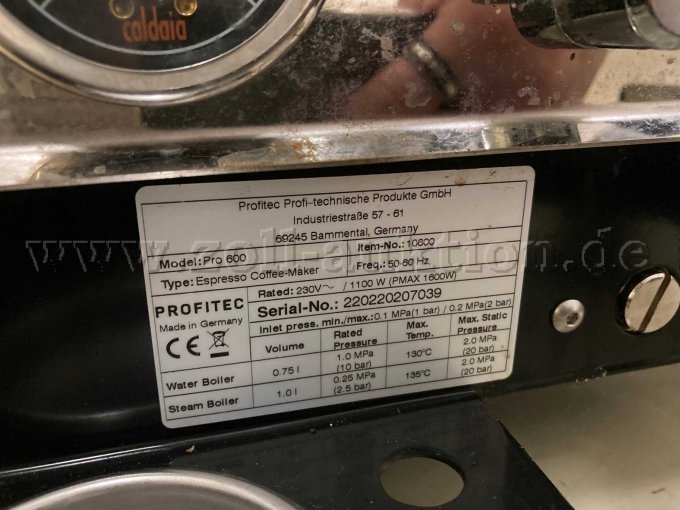 caldaia
Profitec Profi-technische Produkte GmbH
Industriestraße 57 - 61
69245 Bammental, Germany
Model: Pro 600 Item-No.: 10600
Type: Espresso Coffee-Maker Freq.: 50-60 Hz
PROFITEC Rated: 230V～ / 1100 W (PMAX 1600W)
Made in Germany Serial-No.: 220220207039
Inlet press. min./max.: 0.1 MPa(1 bar) / 0.2 MPa(2 bar)
CE Volume Rated Pressure Max. Temp. Max. Static Pressure
Water Boiler 0.75 l 1.0 MPa (10 bar) 130°C 2.0 MPa (20 bar)
Steam Boiler 1.0 l 0.25 MPa (2.5 bar) 135°C 2.0 MPa (20 bar)
www.zoll-auktion.de